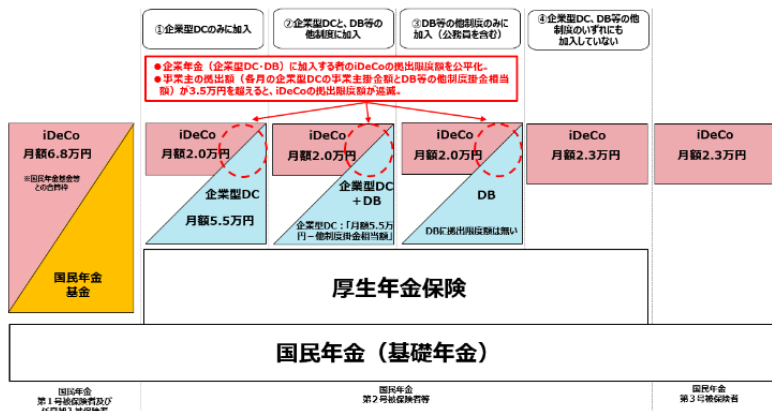 ①企業型DCのみに加入
②企業型DCと、DB等の
他制度に加入
③DB等の他制度のみに
加入（公務員を含む）
④企業型DC、DB等の他
制度のいずれにも
加入していない
●企業年金（企業型DC・DB）に加入する者のiDeCoの拠出限度額を公平化。
●事業主の拠出額（各月の企業型DCの事業主掛金額とDB等の他制度掛金相当
額）が3.5万円を超えると、iDeCoの拠出限度額が逓減。
iDeCo
月額6.8万円
※国民年金基金等
との合算枠
国民年金
基金
iDeCo
月額2.0万円
企業型DC
月額5.5万円
iDeCo
月額2.0万円
企業型DC
+DB
企業型DC：「月額5.5万
円－他制度掛金相当額」
iDeCo
月額2.0万円
DB
DBに拠出限度額は無い
iDeCo
月額2.3万円
iDeCo
月額2.3万円
厚生年金保険
国民年金（基礎年金）
国民年金
第1号被保険者及び
国民年金
第2号被保険者等
国民年金
第3号被保険者